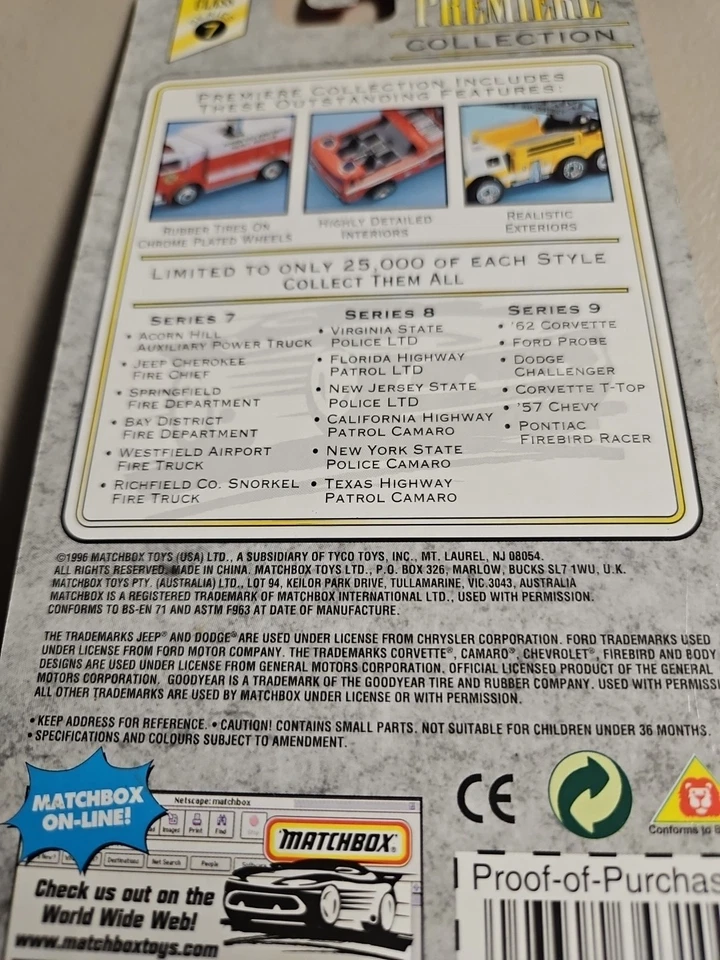 CLASS
7
PREMIERE
COLLECTION
PREMIERE COLLECTION INCLUDES
THESE OUTSTANDING FEATURES:
RUBBER TIRES ON
CHROME PLATED WHEELS
HIGHLY DETAILED
INTERIORS
REALISTIC
EXTERIORS
LIMITED TO ONLY 25,000 OF EACH STYLE
COLLECT THEM ALL
SERIES 7
• ACORN HILL
AUXILIARY POWER TRUCK
• JEEP CHEROKEE
FIRE CHIEF
• SPRINGFIELD
FIRE DEPARTMENT
• BAY DISTRICT
FIRE DEPARTMENT
• WESTFIELD AIRPORT
FIRE TRUCK
• RICHFIELD CO. SNORKEL
FIRE TRUCK
SERIES 8
• VIRGINIA STATE
POLICE LTD
• FLORIDA HIGHWAY
PATROL LTD
• NEW JERSEY STATE
POLICE LTD
• CALIFORNIA HIGHWAY
PATROL CAMARO
• NEW YORK STATE
POLICE CAMARO
• TEXAS HIGHWAY
PATROL CAMARO
SERIES 9
• '62 CORVETTE
• FORD PROBE
• DODGE
CHALLENGER
• CORVETTE T-TOP
• '57 CHEVY
• PONTIAC
FIREBIRD RACER
©1996 MATCHBOX TOYS (USA) LTD., A SUBSIDIARY OF TYCO TOYS, INC., MT. LAUREL, NJ 08054.
ALL RIGHTS RESERVED. MADE IN CHINA. MATCHBOX TOYS LTD., P.O. BOX 326, MARLOW, BUCKS SL7 1WU, U.K.
MATCHBOX TOYS PTY. (AUSTRALIA) LTD., LOT 94, KEILOR PARK DRIVE, TULLAMARINE, VIC.3043, AUSTRALIA
MATCHBOX IS A REGISTERED TRADEMARK OF MATCHBOX INTERNATIONAL LTD., USED WITH PERMISSION.
CONFORMS TO BS-EN 71 AND ASTM F963 AT DATE OF MANUFACTURE.
THE TRADEMARKS JEEP® AND DODGE® ARE USED UNDER LICENSE FROM CHRYSLER CORPORATION. FORD TRADEMARKS USED
UNDER LICENSE FROM FORD MOTOR COMPANY. THE TRADEMARKS CORVETTE®, CAMARO®, CHEVROLET®, FIREBIRD AND BODY
DESIGNS ARE USED UNDER LICENSE FROM GENERAL MOTORS CORPORATION. OFFICIAL LICENSED PRODUCT OF THE GENERAL
MOTORS CORPORATION. GOODYEAR IS A TRADEMARK OF THE GOODYEAR TIRE AND RUBBER COMPANY. USED WITH PERMISSI
ALL OTHER TRADEMARKS ARE USED BY MATCHBOX UNDER LICENSE OR WITH PERMISSION.
• KEEP ADDRESS FOR REFERENCE. • CAUTION! CONTAINS SMALL PARTS. NOT SUITABLE FOR CHILDREN UNDER 36 MONTHS.
• SPECIFICATIONS AND COLOURS SUBJECT TO AMENDMENT.
MATCHBOX
ON-LINE!
Netscape: matchbox
Images Print Find
Destinations Net Search People
MATCHBOX®
Check us out on the
World Wide Web!
www.matchboxtoys.com
CE
Conforms to
Proof-of-Purchas